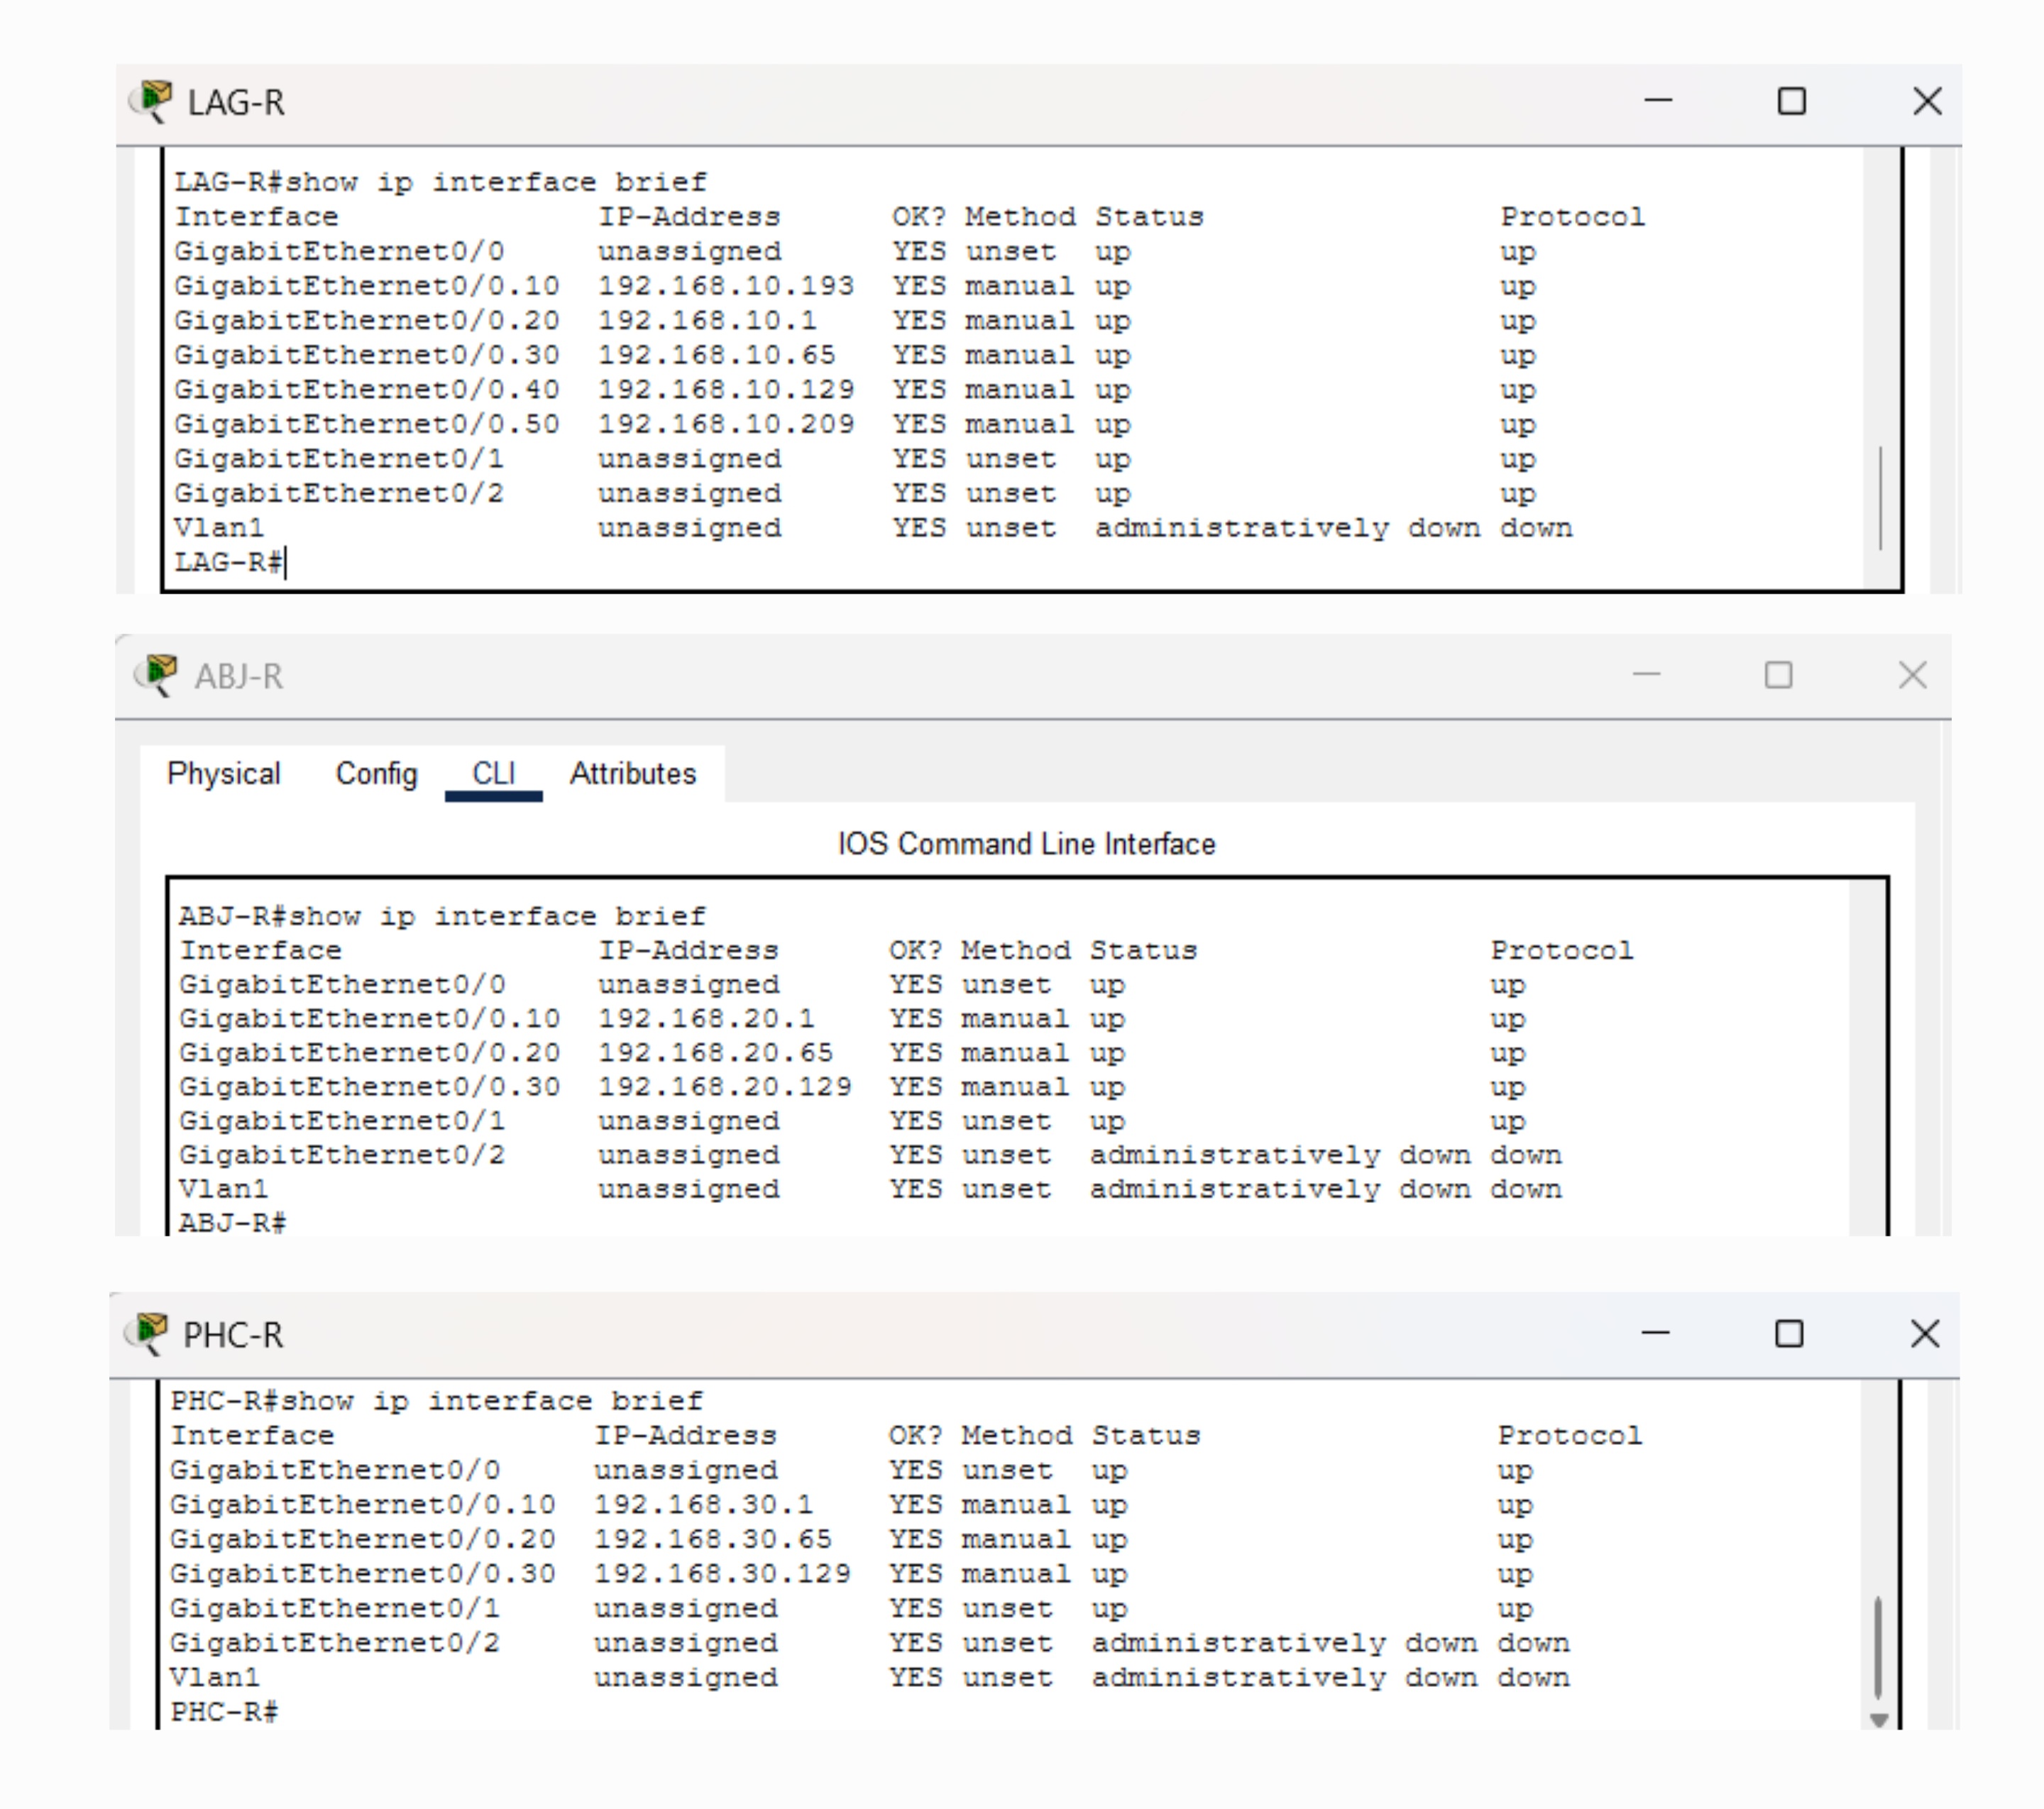 LAG-R
LAG-R#show ip interface brief
Interface IP-Address OK? Method Status Protocol
GigabitEthernet0/0 unassigned YES unset up up
GigabitEthernet0/0.10 192.168.10.193 YES manual up up
GigabitEthernet0/0.20 192.168.10.1 YES manual up up
GigabitEthernet0/0.30 192.168.10.65 YES manual up up
GigabitEthernet0/0.40 192.168.10.129 YES manual up up
GigabitEthernet0/0.50 192.168.10.209 YES manual up up
GigabitEthernet0/1 unassigned YES unset up up
GigabitEthernet0/2 unassigned YES unset up up
Vlan1 unassigned YES unset administratively down down
LAG-R#
ABJ-R
Physical Config CLI Attributes
IOS Command Line Interface
ABJ-R#show ip interface brief
Interface IP-Address OK? Method Status Protocol
GigabitEthernet0/0 unassigned YES unset up up
GigabitEthernet0/0.10 192.168.20.1 YES manual up up
GigabitEthernet0/0.20 192.168.20.65 YES manual up up
GigabitEthernet0/0.30 192.168.20.129 YES manual up up
GigabitEthernet0/1 unassigned YES unset up up
GigabitEthernet0/2 unassigned YES unset administratively down down
Vlan1 unassigned YES unset administratively down down
ABJ-R#
PHC-R
PHC-R#show ip interface brief
Interface IP-Address OK? Method Status Protocol
GigabitEthernet0/0 unassigned YES unset up up
GigabitEthernet0/0.10 192.168.30.1 YES manual up up
GigabitEthernet0/0.20 192.168.30.65 YES manual up up
GigabitEthernet0/0.30 192.168.30.129 YES manual up up
GigabitEthernet0/1 unassigned YES unset up up
GigabitEthernet0/2 unassigned YES unset administratively down down
Vlan1 unassigned YES unset administratively down down
PHC-R#